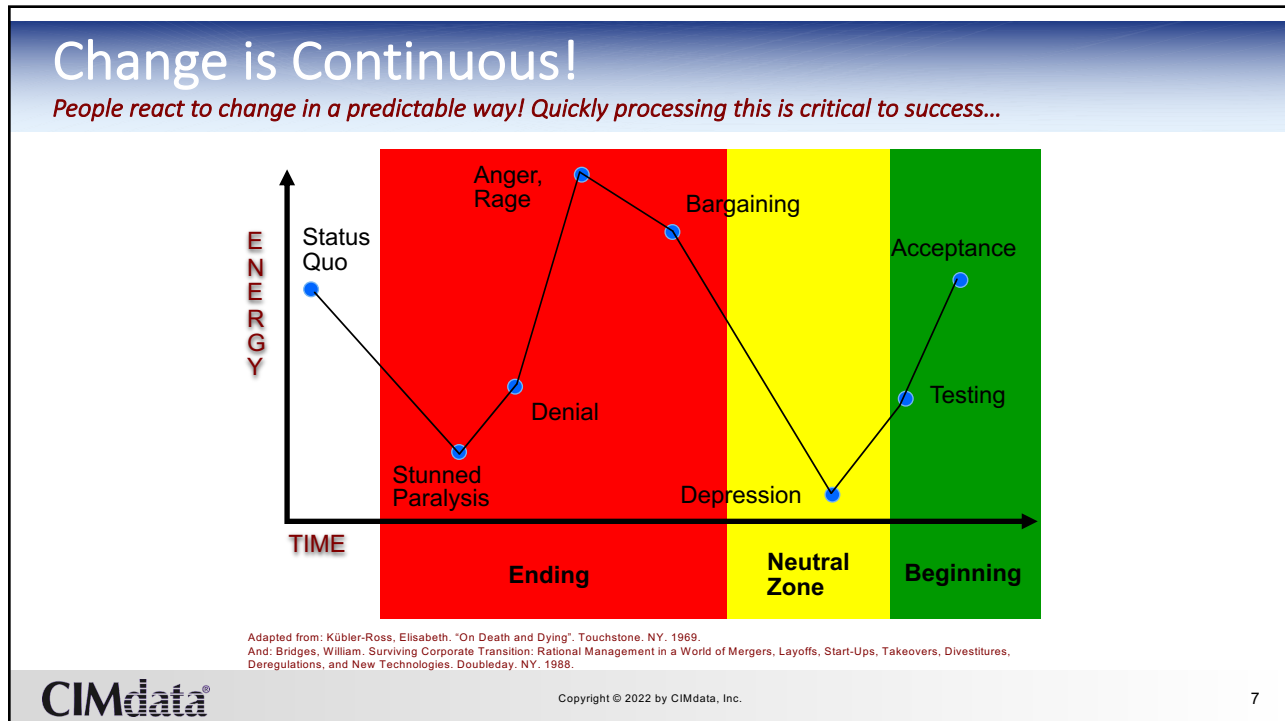 Change is Continuous!
People react to change in a predictable way! Quickly processing this is critical to success…
ENERGY
Status
Quo
Anger,
Rage
Bargaining
Acceptance
Denial
Testing
Stunned
Paralysis
Depression
TIME
Ending
Neutral
Zone
Beginning
Adapted from: Kübler-Ross, Elisabeth. “On Death and Dying”. Touchstone. NY. 1969.
And: Bridges, William. Surviving Corporate Transition: Rational Management in a World of Mergers, Layoffs, Start-Ups, Takeovers, Divestitures,
Deregulations, and New Technologies. Doubleday. NY. 1988.
CIMdata®
Copyright © 2022 by CIMdata, Inc.
7